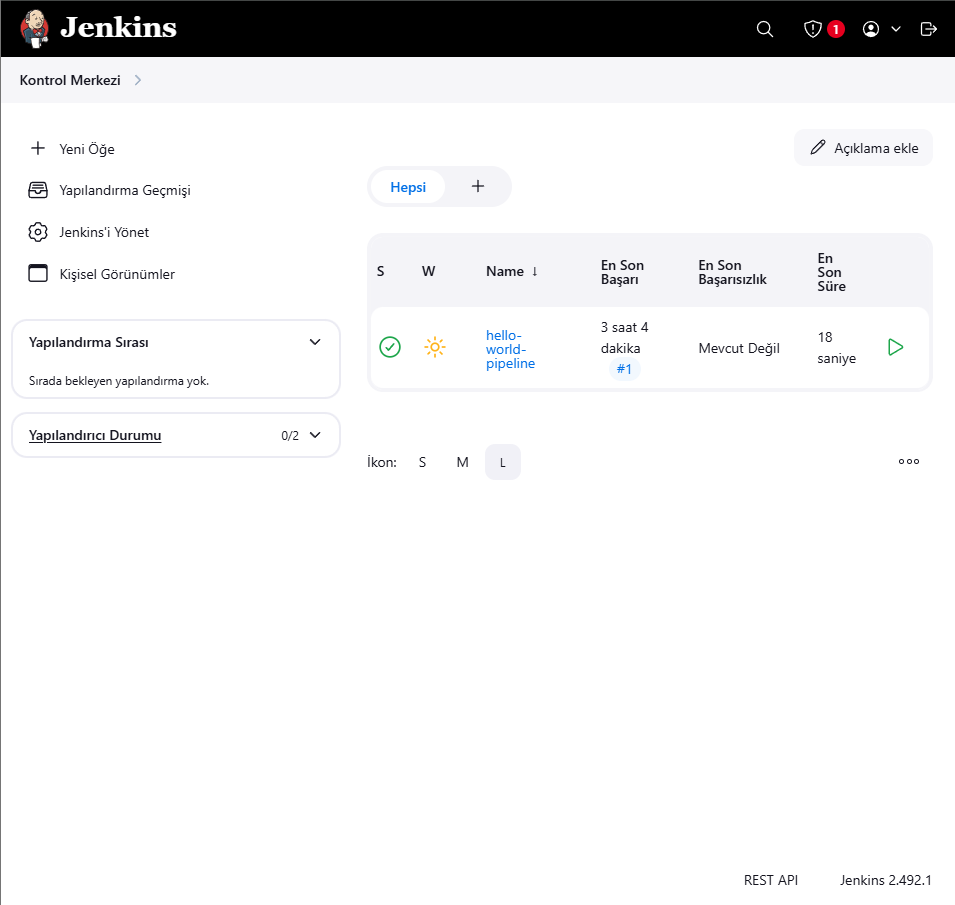 Jenkins
1
Kontrol Merkezi
Yeni Öğe
Yapılandırma Geçmişi
Jenkins'i Yönet
Kişisel Görünümler
Yapılandırma Sırası
Sırada bekleyen yapılandırma yok.
Yapılandırıcı Durumu 0/2
Açıklama ekle
Hepsi +
S W Name ↓ En Son Başarı En Son Başarısızlık En Son Süre
hello-
world-
pipeline
3 saat 4
dakika
#1
Mevcut Değil
18
saniye
İkon: S M L
REST API Jenkins 2.492.1